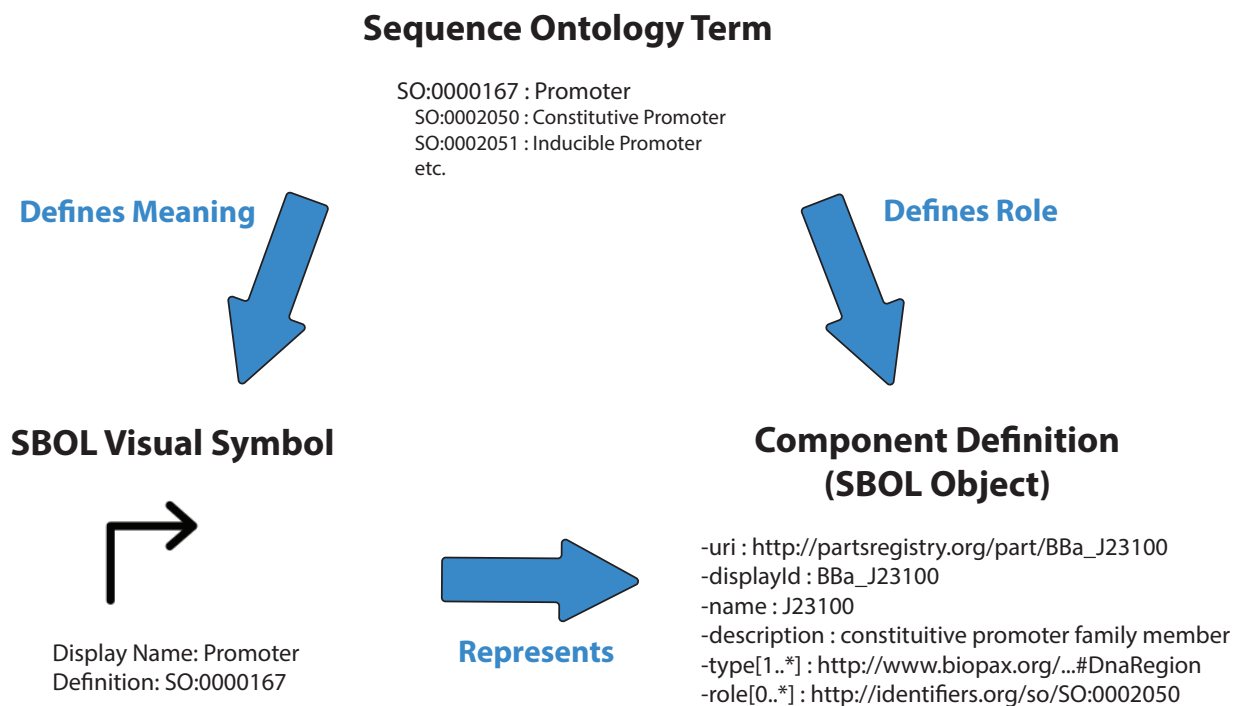 Sequence Ontology Term
SO:0000167 : Promoter
SO:0002050 : Constitutive Promoter
SO:0002051 : Inducible Promoter
etc.
Defines Meaning
Defines Role
SBOL Visual Symbol
Display Name: Promoter
Definition: SO:0000167
Represents
Component Definition
(SBOL Object)
-uri : http://partsregistry.org/part/BBa_J23100
-displayId : BBa_J23100
-name : J23100
-description : constituitive promoter family member
-type[1..*] : http://www.biopax.org/...#DnaRegion
-role[0..*] : http://identifiers.org/so/SO:0002050